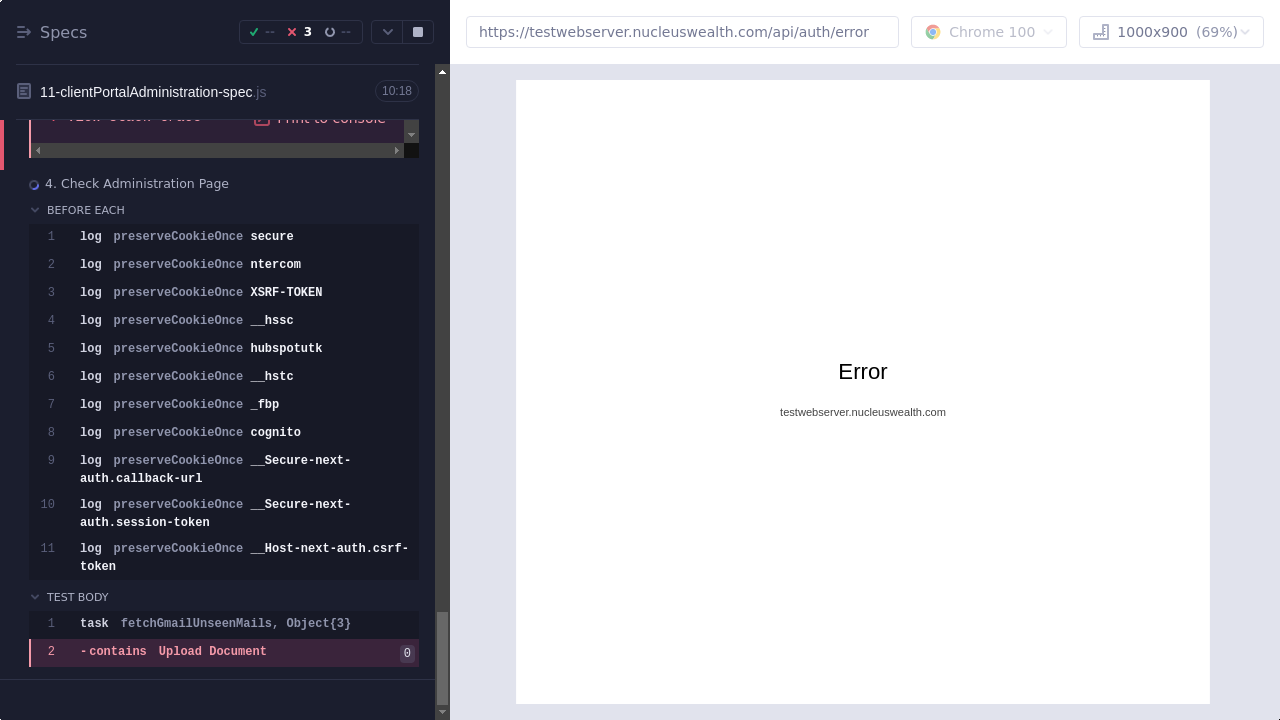 Specs
-- 3 --
https://testwebserver.nucleuswealth.com/api/auth/error
Chrome 100
1000x900 (69%)
11-clientPortalAdministration-spec.js
10:18
4. Check Administration Page
BEFORE EACH
1 log preserveCookieOnce secure
2 log preserveCookieOnce ntercom
3 log preserveCookieOnce XSRF-TOKEN
4 log preserveCookieOnce __hssc
5 log preserveCookieOnce hubspotutk
6 log preserveCookieOnce __hstc
7 log preserveCookieOnce _fbp
8 log preserveCookieOnce cognito
9 log preserveCookieOnce __Secure-next-
auth.callback-url
10 log preserveCookieOnce __Secure-next-
auth.session-token
11 log preserveCookieOnce __Host-next-auth.csrf-
token
TEST BODY
1 task fetchGmailUnseenMails, Object{3}
2 -contains Upload Document 0
Error
testwebserver.nucleuswealth.com